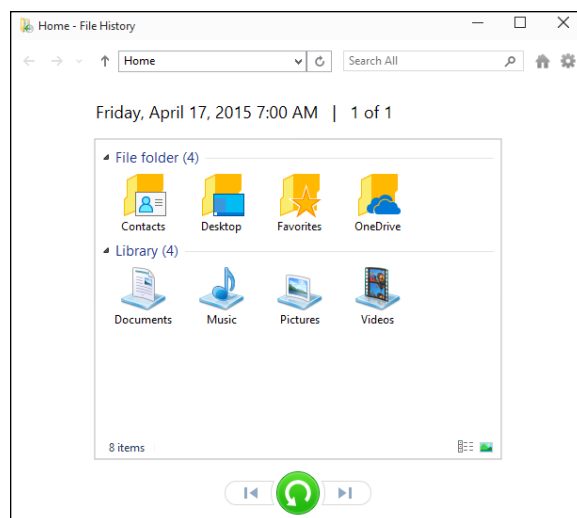 Home - File History
Home
Search All
Friday, April 17, 2015 7:00 AM | 1 of 1
File folder (4)
Contacts Desktop Favorites OneDrive
Library (4)
Documents Music Pictures Videos
8 items